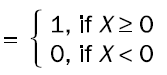 = { 1, if X ≥ 0
0, if X < 0